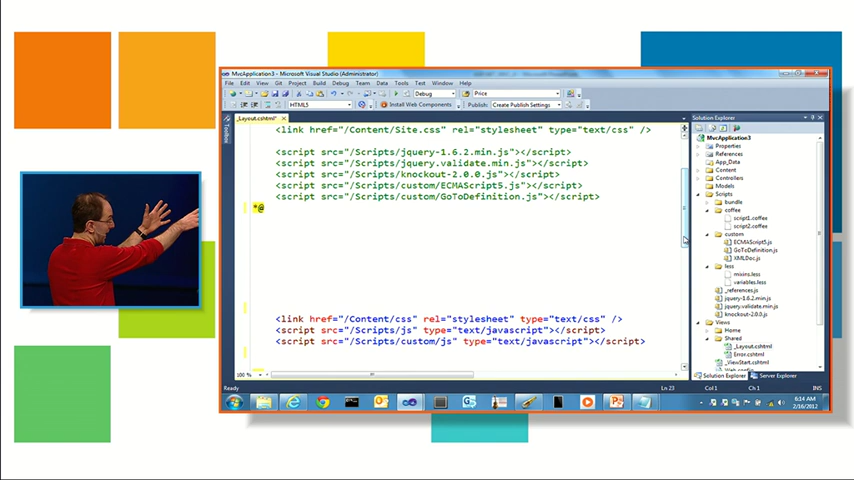 MvcApplication3 - Microsoft Visual Studio (Administrator)
File Edit View Git Project Build Debug Team Data Tools Test Window Help
Debug Price
HTML5 Install Web Components Publish: Create Publish Settings
_Layout.cshtml*
Toolbox
<link href="/Content/Site.css" rel="stylesheet" type="text/css" />
<script src="/Scripts/jquery-1.6.2.min.js"></script>
<script src="/Scripts/jquery.validate.min.js"></script>
<script src="/Scripts/knockout-2.0.0.js"></script>
<script src="/Scripts/custom/ECMAScript5.js"></script>
<script src="/Scripts/custom/GoToDefinition.js"></script>
*@
<link href="/Content/css" rel="stylesheet" type="text/css" />
<script src="/Scripts/js" type="text/javascript"></script>
<script src="/Scripts/custom/js" type="text/javascript"></script>
100 %
Solution Explorer
MvcApplication3
Properties
References
App_Data
Content
Controllers
Models
Scripts
bundle
coffee
script1.coffee
script2.coffee
custom
ECMAScript5.js
GoToDefinition.js
XMLDoc.js
less
mixins.less
variables.less
_references.js
jquery-1.6.2.min.js
jquery.validate.min.js
knockout-2.0.0.js
Views
Home
Shared
_Layout.cshtml
Error.cshtml
_ViewStart.cshtml
Web.config
Solution Explorer Server Explorer
Ready Ln 23 Col 1 Ch 1 INS
6:14 AM
2/16/2012